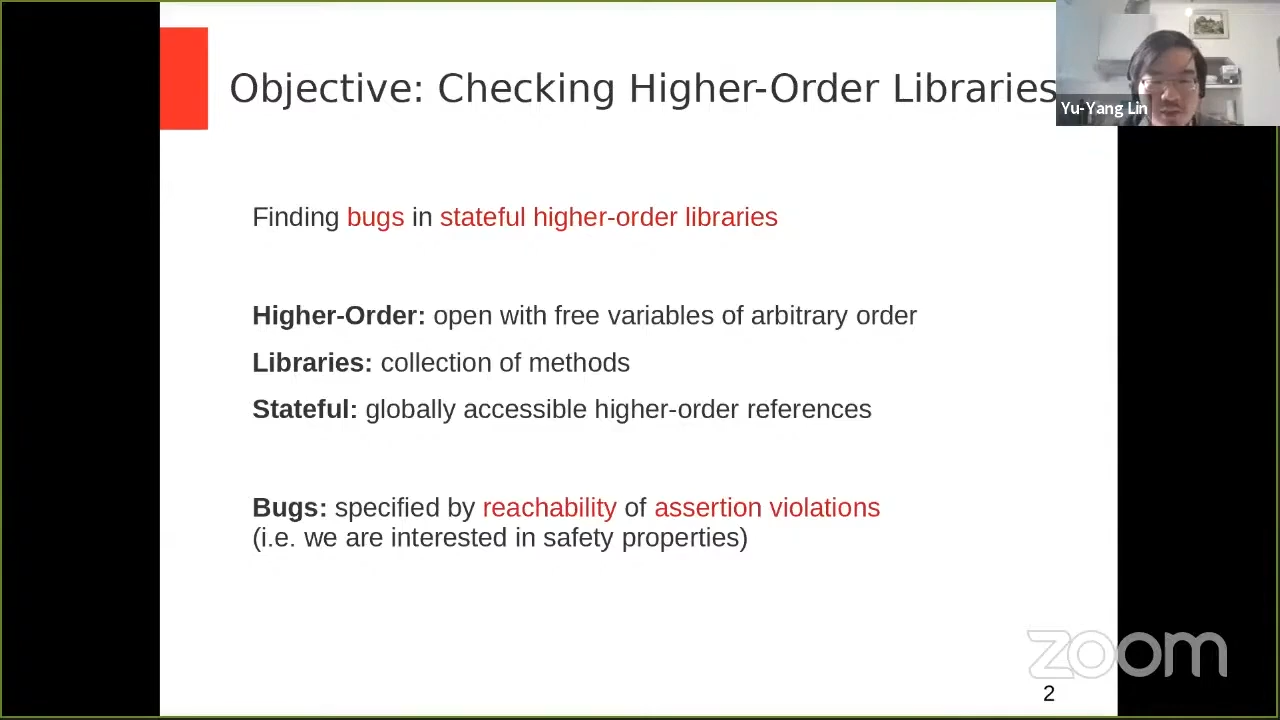 Objective: Checking Higher-Order Libraries
Yu-Yang Lin
Finding bugs in stateful higher-order libraries
Higher-Order: open with free variables of arbitrary order
Libraries: collection of methods
Stateful: globally accessible higher-order references
Bugs: specified by reachability of assertion violations
(i.e. we are interested in safety properties)
zoom
2